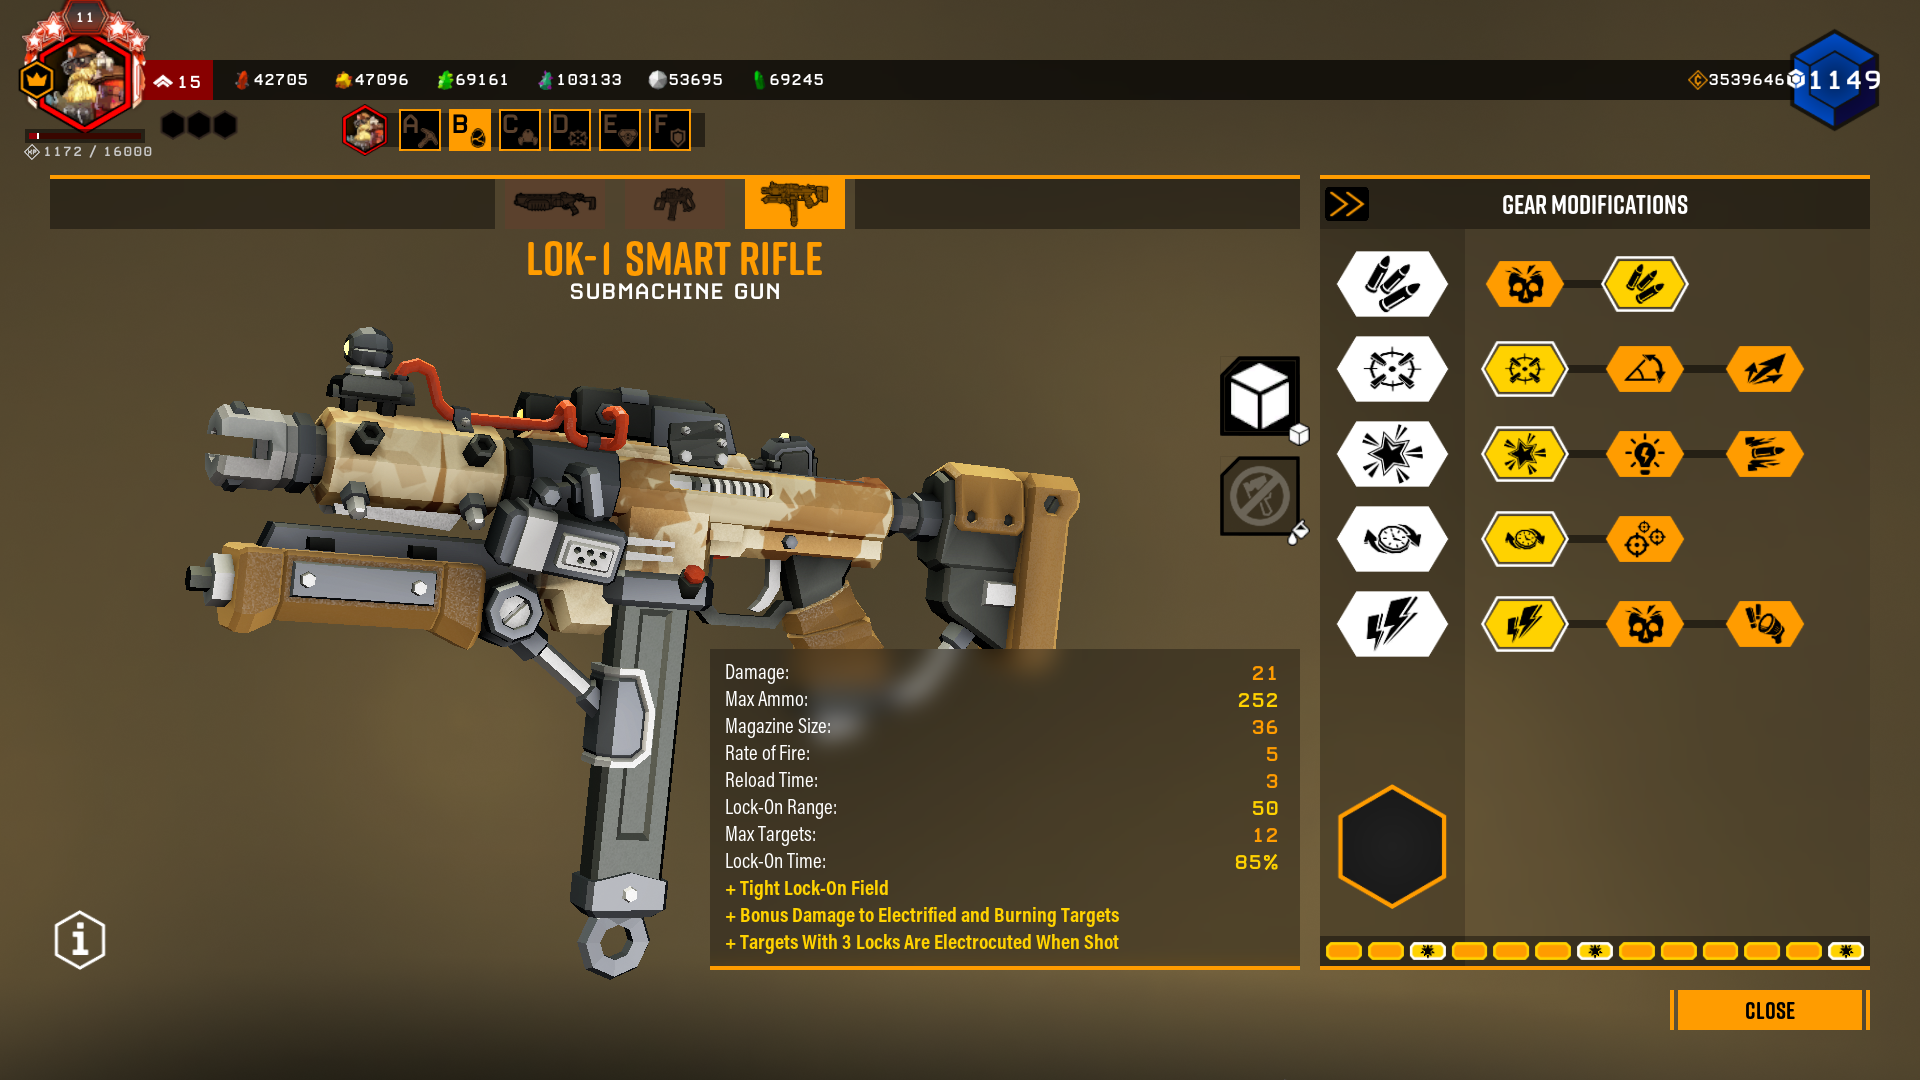 11
15
42705
47096
69161
103133
53695
69245
3539646
1149
1172 / 16000
A
B
C
D
E
F
LOK-1 SMART RIFLE
SUBMACHINE GUN
Damage: 21
Max Ammo: 252
Magazine Size: 36
Rate of Fire: 5
Reload Time: 3
Lock-On Range: 50
Max Targets: 12
Lock-On Time: 85%
+ Tight Lock-On Field
+ Bonus Damage to Electrified and Burning Targets
+ Targets With 3 Locks Are Electrocuted When Shot
GEAR MODIFICATIONS
CLOSE